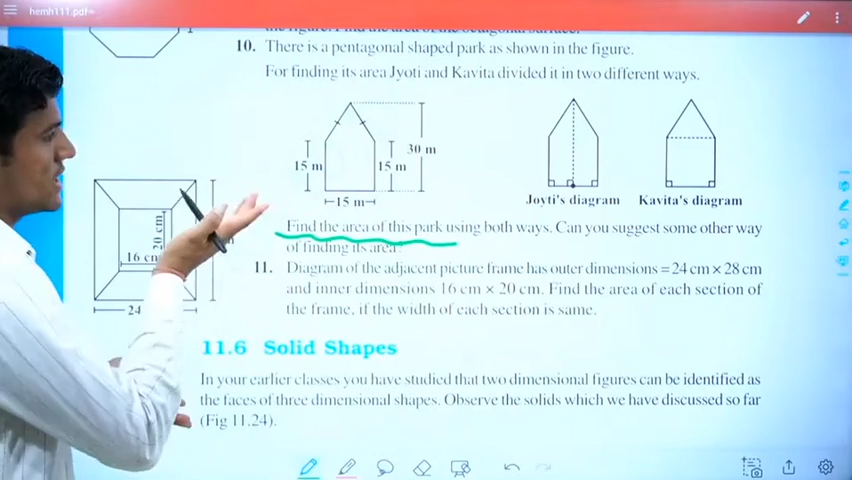 hemh111.pdf
10. There is a pentagonal shaped park as shown in the figure.
For finding its area Jyoti and Kavita divided it in two different ways.
30 m
15 m
15 m
15 m
Joyti's diagram
Kavita's diagram
Find the area of this park using both ways. Can you suggest some other way
of finding its area
20 cm
16 cm
24
11. Diagram of the adjacent picture frame has outer dimensions = 24 cm × 28 cm
and inner dimensions 16 cm × 20 cm. Find the area of each section of
the frame, if the width of each section is same.
11.6 Solid Shapes
In your earlier classes you have studied that two dimensional figures can be identified as
the faces of three dimensional shapes. Observe the solids which we have discussed so far
(Fig 11.24).